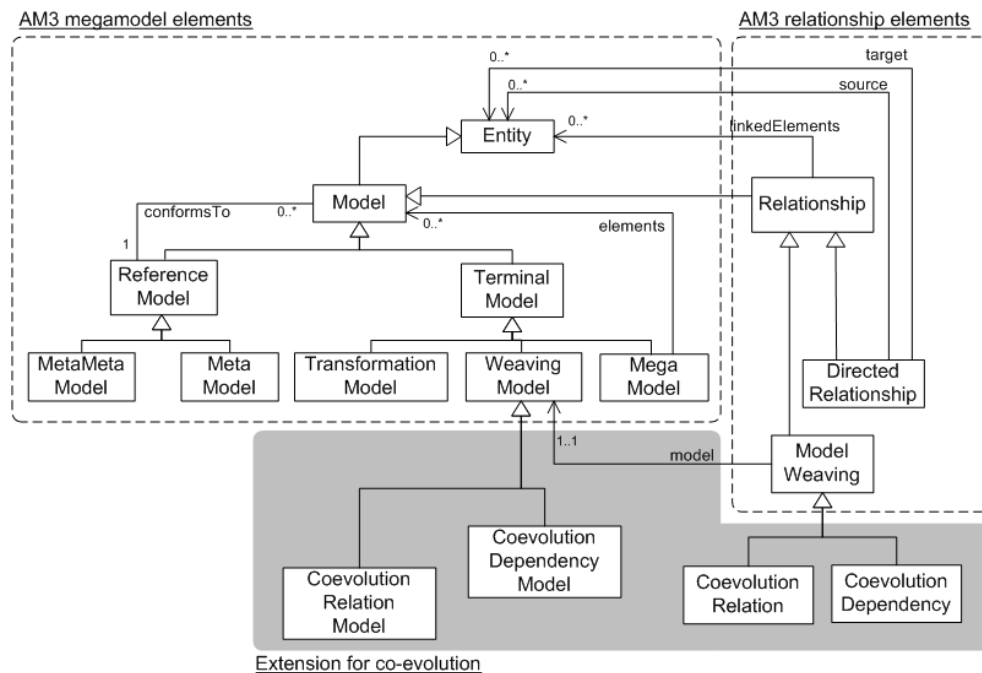 AM3 megamodel elements
AM3 relationship elements
0..*
target
0..*
source
Entity
0..*
linkedElements
Model
Relationship
conformsTo
0..*
0..*
elements
1
Reference
Model
Terminal
Model
MetaMeta
Model
Meta
Model
Transformation
Model
Weaving
Model
Mega
Model
Directed
Relationship
1..1
model
Model
Weaving
Coevolution
Dependency
Model
Coevolution
Relation
Model
Coevolution
Relation
Coevolution
Dependency
Extension for co-evolution